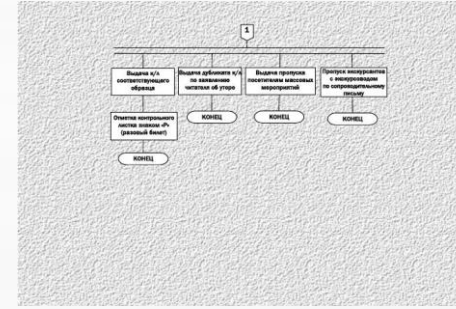 1
Выдача к/л
соответствующего
образца
Выдача дубликата к/л
по заявлению
читателя об утере
Выдача пропуска
посетителям массовых
мероприятий
Пропуск экскурсантов
с экскурсоводом
по сопроводительному
письму
Отметка контрольного
листка знаком «Р»
(разовый билет)
КОНЕЦ
КОНЕЦ
КОНЕЦ
КОНЕЦ